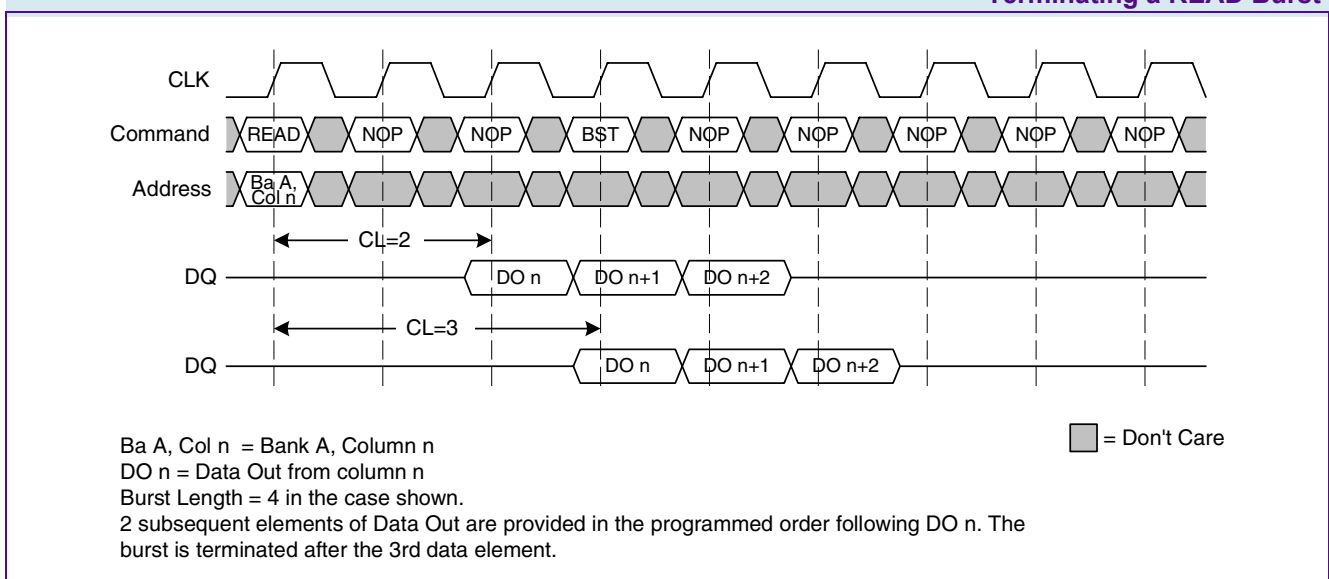 Terminating a READ Burst
CLK
Command READ NOP NOP BST NOP NOP NOP NOP NOP
Address Ba A,
Col n
CL=2
DQ DO n DO n+1 DO n+2
CL=3
DQ DO n DO n+1 DO n+2
Ba A, Col n = Bank A, Column n
= Don't Care
DO n = Data Out from column n
Burst Length = 4 in the case shown.
2 subsequent elements of Data Out are provided in the programmed order following DO n. The
burst is terminated after the 3rd data element.